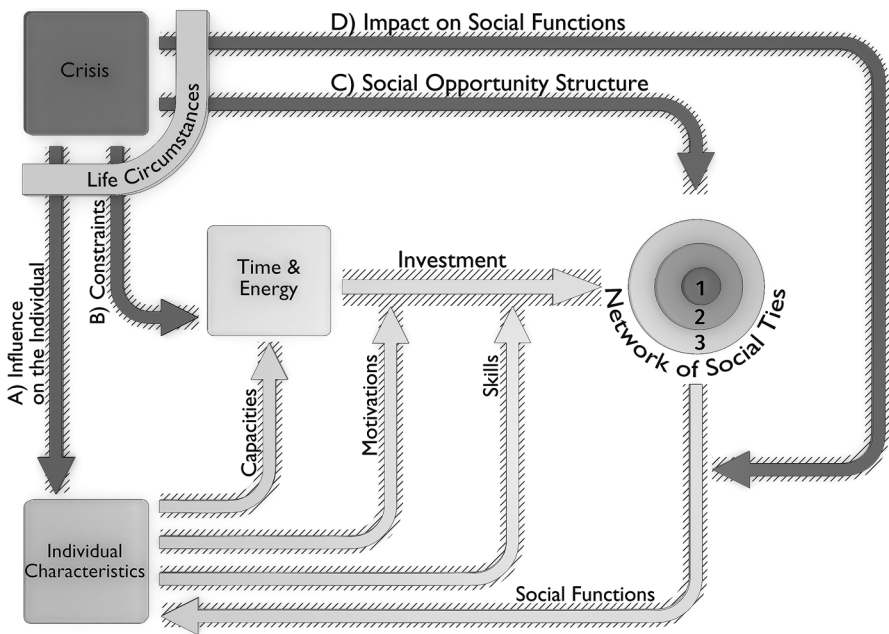 D) Impact on Social Functions
Crisis
C) Social Opportunity Structure
Life Circumstances
A) Influence
on the Individual
B) Constraints
Time &
Energy
Investment
1
2
3
Network of Social Ties
Capacities
Motivations
Skills
Individual
Characteristics
Social Functions